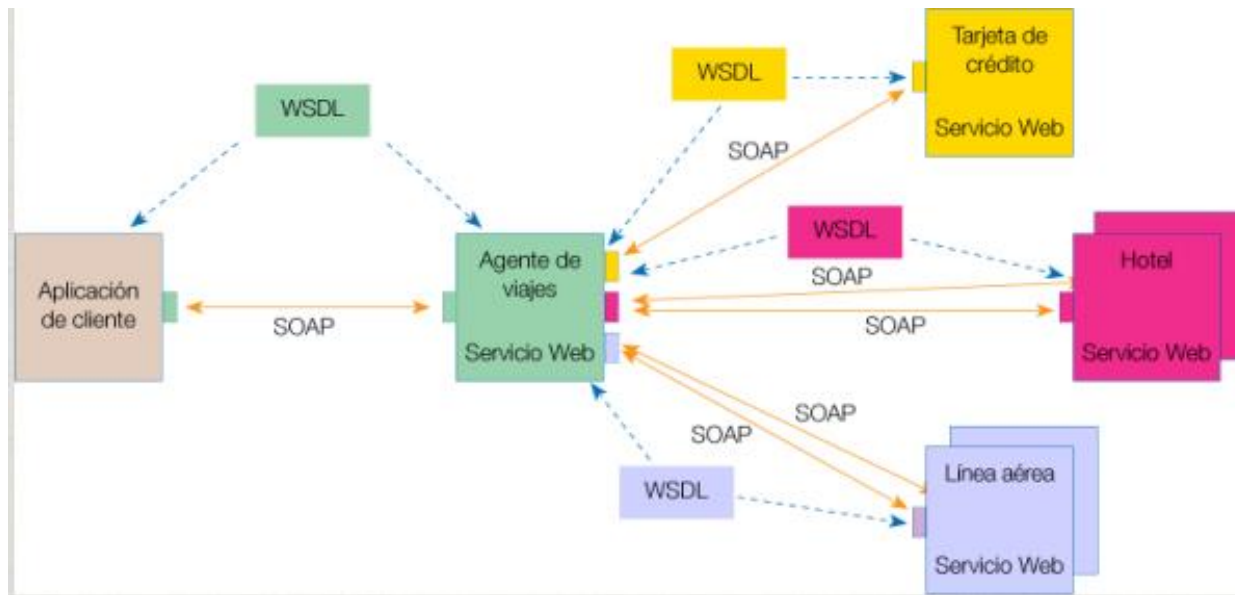 Tarjeta de
crédito
Servicio Web
WSDL
WSDL
SOAP
WSDL
Hotel
Servicio Web
SOAP
SOAP
Agente de
viajes
Servicio Web
Aplicación
de cliente
SOAP
SOAP
SOAP
WSDL
Línea aérea
Servicio Web